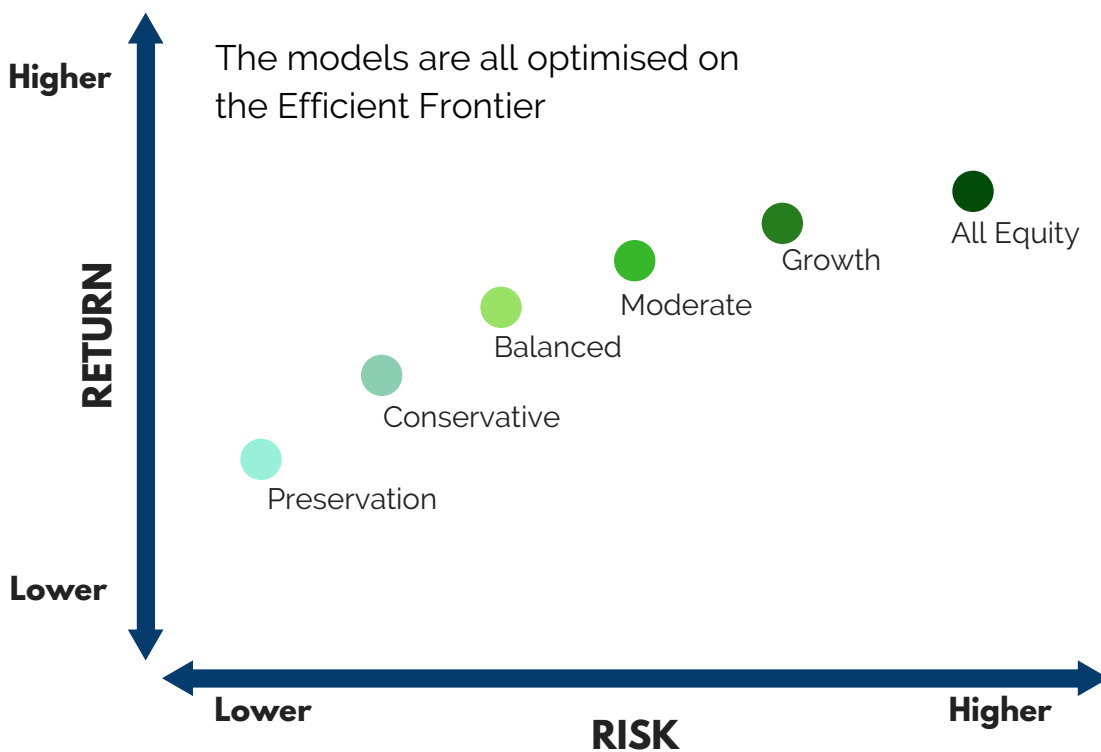 The models are all optimised on
the Efficient Frontier
Higher
RETURN
Lower
All Equity
Growth
Moderate
Balanced
Conservative
Preservation
Lower
Higher
RISK